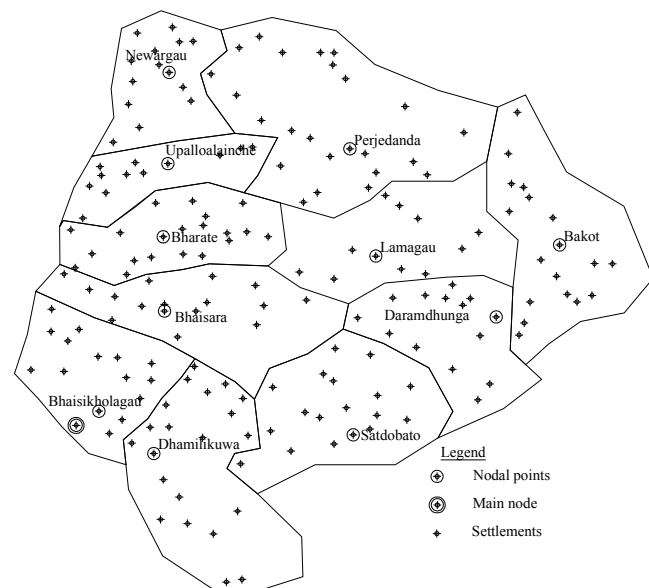 Newargau
Perjedanda
Upalloalainche
Bharate
Bakot
Lamagau
Bhaisara
Daramdhunga
Bhaisikholagau
Dhamilikuwa
Satdobato
Legend
Nodal points
Main node
Settlements